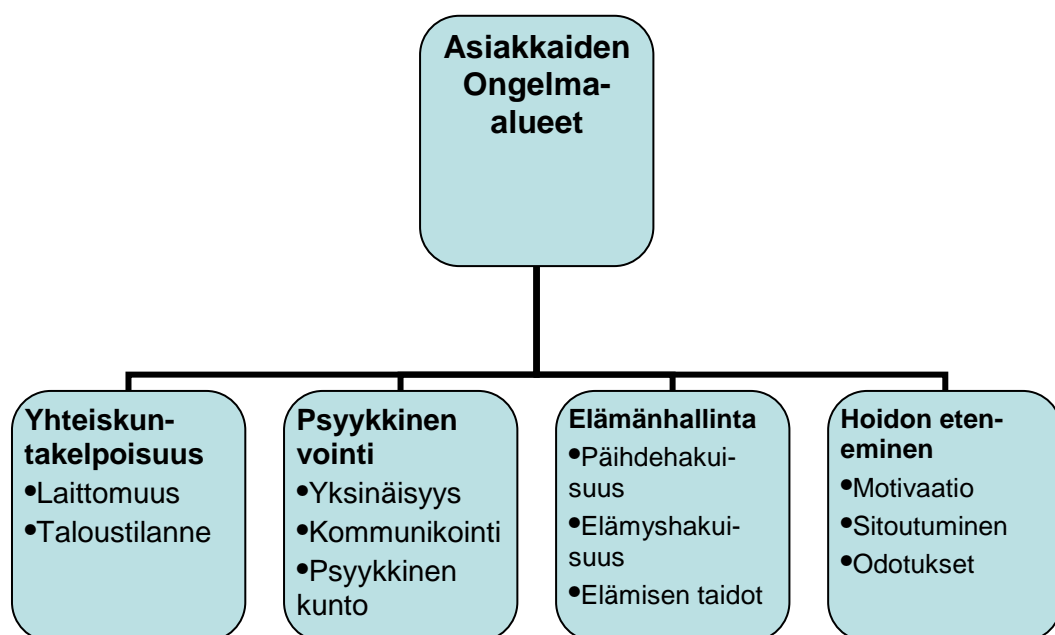 Asiakkaiden
Ongelma-
alueet
Yhteiskun-
takelpoisuus
•Laittomuus
•Taloustilanne
Psyykkinen
vointi
•Yksinäisyys
•Kommunikointi
•Psyykkinen
kunto
Elämänhallinta
•Päihdehakui-
suus
•Elämyshakui-
suus
•Elämisen taidot
Hoidon eten-
eminen
•Motivaatio
•Sitoutuminen
•Odotukset